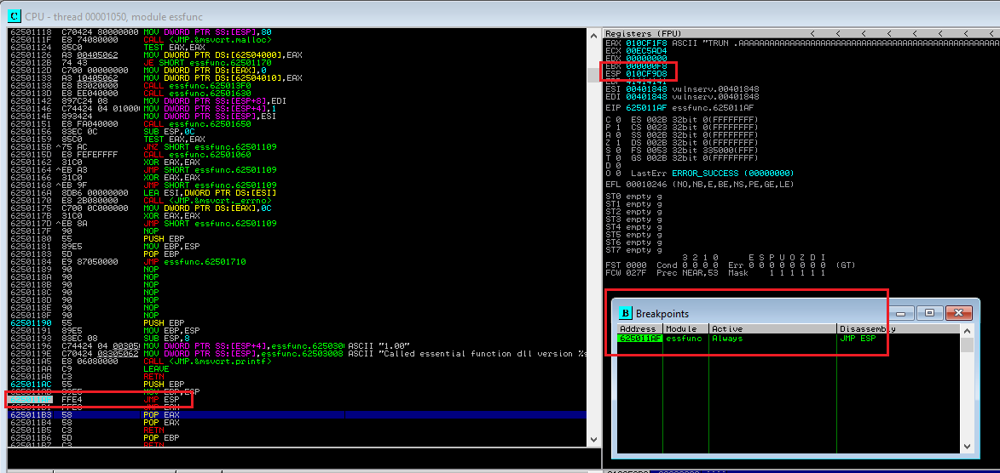 CPU - thread 00001050, module essfunc
62501118 C70424 80000000 MOV DWORD PTR SS:[ESP],80
6250111F E8 74080000 CALL <JMP.&msvcrt.malloc>
62501124 85C0 TEST EAX,EAX
62501126 A3 00405062 MOV DWORD PTR DS:[62504000],EAX
6250112B 74 43 JE SHORT essfunc.62501170
6250112D C700 00000000 MOV DWORD PTR DS:[EAX],0
62501133 A3 10405062 MOV DWORD PTR DS:[62504010],EAX
62501138 E8 B3020000 CALL essfunc.625013F0
6250113D E8 EE040000 CALL essfunc.62501630
62501142 897C24 08 MOV DWORD PTR SS:[ESP+8],EDI
62501146 C74424 04 010000 MOV DWORD PTR SS:[ESP+4],1
6250114E 893424 MOV DWORD PTR SS:[ESP],ESI
62501151 E8 FA040000 CALL essfunc.62501650
62501156 83EC 0C SUB ESP,0C
62501159 85C0 TEST EAX,EAX
6250115B ^75 AC JNZ SHORT essfunc.62501109
6250115D E8 FEFEFFFF CALL essfunc.62501060
62501162 31C0 XOR EAX,EAX
62501164 ^EB A3 JMP SHORT essfunc.62501109
62501166 31C0 XOR EAX,EAX
62501168 ^EB 9F JMP SHORT essfunc.62501109
6250116A 8DB6 00000000 LEA ESI,DWORD PTR DS:[ESI]
62501170 E8 2B080000 CALL <JMP.&msvcrt._errno>
62501175 C700 0C000000 MOV DWORD PTR DS:[EAX],0C
6250117B 31C0 XOR EAX,EAX
6250117D ^EB 8A JMP SHORT essfunc.62501109
6250117F 90 NOP
62501180 55 PUSH EBP
62501181 89E5 MOV EBP,ESP
62501183 5D POP EBP
62501184 E9 87050000 JMP essfunc.62501710
62501189 90 NOP
6250118A 90 NOP
6250118B 90 NOP
6250118C 90 NOP
6250118D 90 NOP
6250118E 90 NOP
6250118F 90 NOP
62501190 55 PUSH EBP
62501191 89E5 MOV EBP,ESP
62501193 83EC 08 SUB ESP,8
62501196 C74424 04 003050 MOV DWORD PTR SS:[ESP+4],essfunc.625030 ASCII "1.00"
6250119E C70424 08305062 MOV DWORD PTR SS:[ESP],essfunc.62503008 ASCII "Called essential function dll version %s
625011A5 E8 06080000 CALL <JMP.&msvcrt.printf>
625011AA C9 LEAVE
625011AB C3 RETN
625011AC 55 PUSH EBP
MOV EBP,ESP
FFE4 JMP ESP
625011B3 58 POP EAX
625011B4 58 POP EAX
625011B5 C3 RETN
625011B6 5D POP EBP
625011B7 C3 RETN
Registers (FPU) < < < < < < <
EAX 010CF1F8 ASCII "TRUN .AAAAAAAAAAAAAAAAAAAAAAAAAAAAAAAAA
ECX 00EC5AD4
EDX 00000000
EBX 000000F8
ESP 010CF9D8
EBP 41414141
ESI 00401848 vulnserv.00401848
EDI 00401848 vulnserv.00401848
EIP 625011AF essfunc.625011AF
C 0 ES 002B 32bit 0(FFFFFFFF)
P 1 CS 0023 32bit 0(FFFFFFFF)
A 0 SS 002B 32bit 0(FFFFFFFF)
Z 1 DS 002B 32bit 0(FFFFFFFF)
S 0 FS 0053 32bit 335000(FFF)
T 0 GS 002B 32bit 0(FFFFFFFF)
D 0
O 0 LastErr ERROR_SUCCESS (00000000)
EFL 00010246 (NO,NB,E,BE,NS,PE,GE,LE)
ST0 empty g
ST1 empty g
ST2 empty g
ST3 empty g
ST4 empty g
ST5 empty g
ST6 empty g
ST7 empty g
3 2 1 0 E S P U O Z D I
FST 0000 Cond 0 0 0 0 Err 0 0 0 0 0 0 0 0 (GT)
FCW 027F Prec NEAR,53 Mask 1 1 1 1 1 1
Breakpoints
Address Module Active Disassembly
625011AF essfunc Always JMP ESP